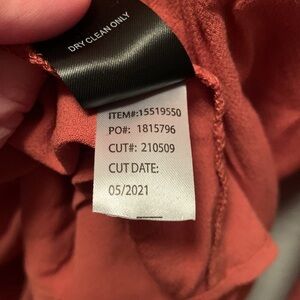 DRY CLEAN ONLY
ITEM#:15519550
PO#: 1815796
CUT#: 210509
CUT DATE:
05/2021